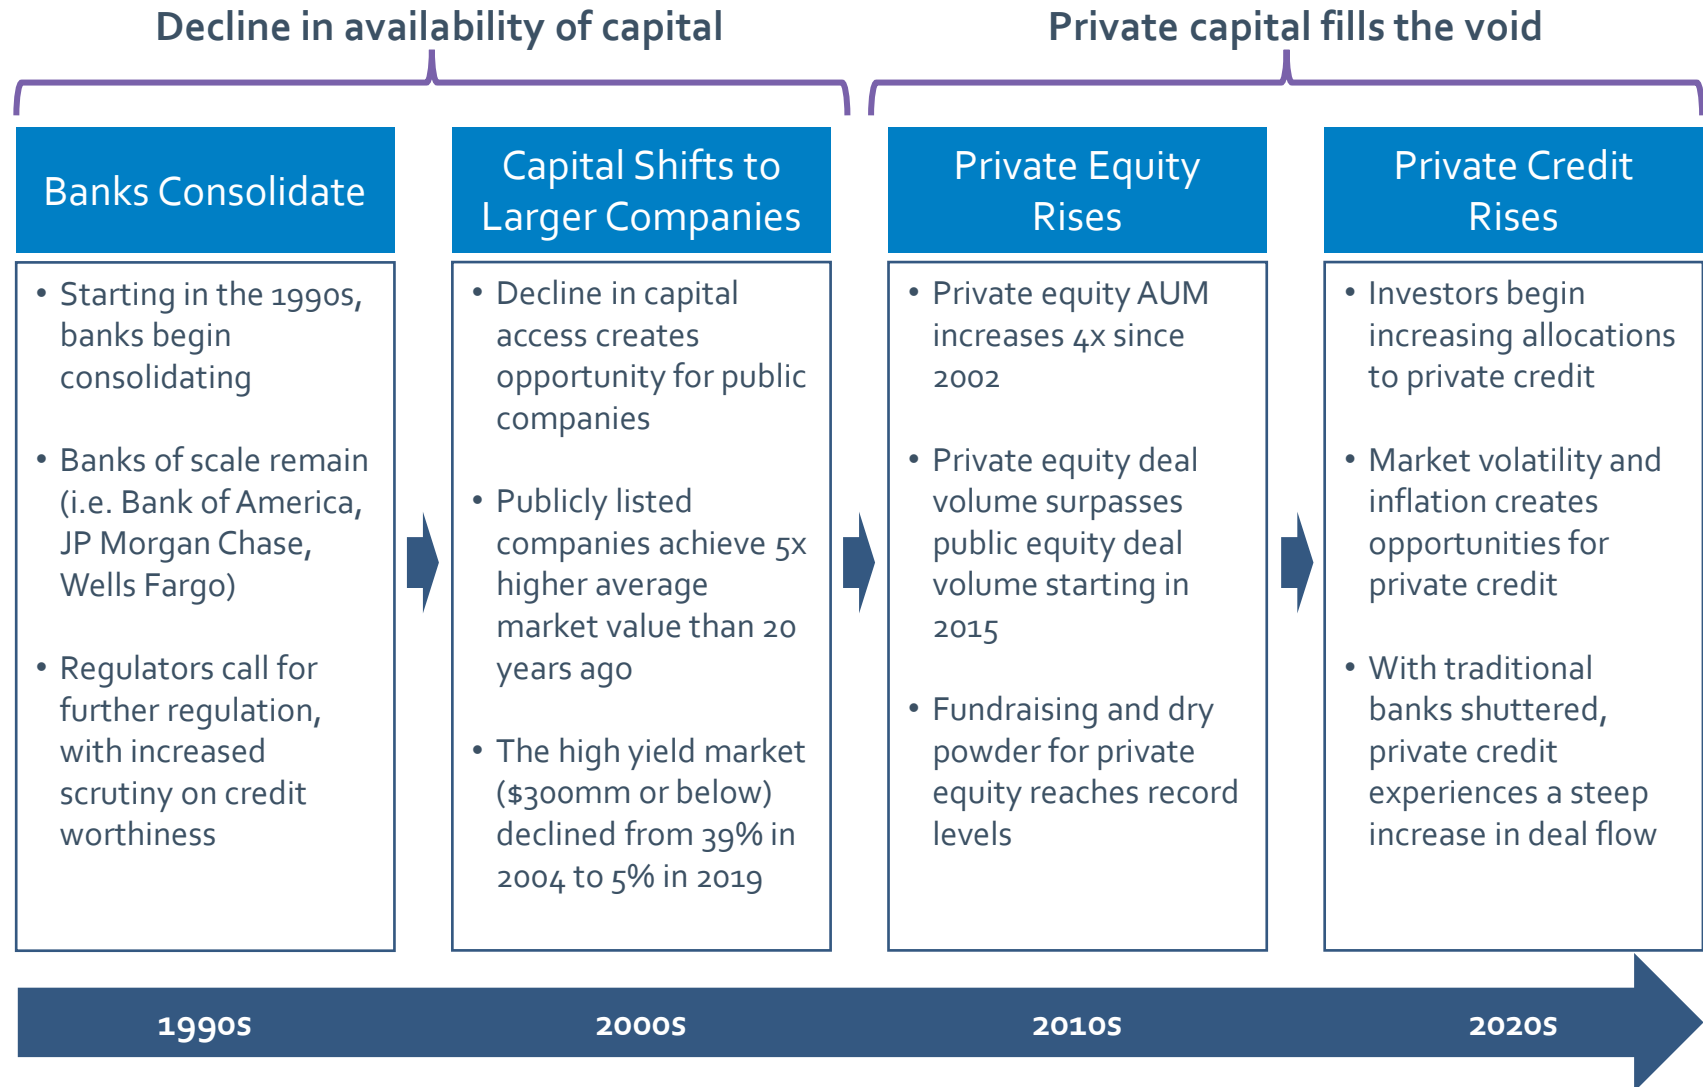 Decline in availability of capital
Private capital fills the void
Banks Consolidate
• Starting in the 1990s,
banks begin
consolidating
• Banks of scale remain
(i.e. Bank of America,
JP Morgan Chase,
Wells Fargo)
• Regulators call for
further regulation,
with increased
scrutiny on credit
worthiness
Capital Shifts to
Larger Companies
• Decline in capital
access creates
opportunity for public
companies
• Publicly listed
companies achieve 5x
higher average
market value than 20
years ago
• The high yield market
($300mm or below)
declined from 39% in
2004 to 5% in 2019
Private Equity
Rises
• Private equity AUM
increases 4x since
2002
• Private equity deal
volume surpasses
public equity deal
volume starting in
2015
• Fundraising and dry
powder for private
equity reaches record
levels
Private Credit
Rises
• Investors begin
increasing allocations
to private credit
• Market volatility and
inflation creates
opportunities for
private credit
• With traditional
banks shuttered,
private credit
experiences a steep
increase in deal flow
1990s
2000s
2010s
2020s